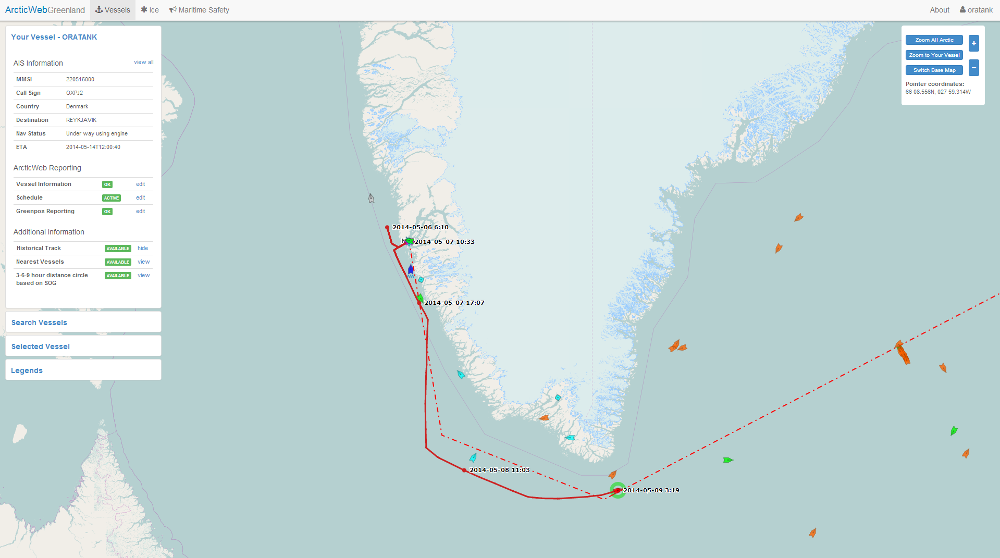 ArcticWebGreenland Vessels Ice Maritime Safety About oratank
Your Vessel - ORATANK
AIS Information view all
MMSI 220516000
Call Sign OXPJ2
Country Denmark
Destination REYKJAVIK
Nav Status Under way using engine
ETA 2014-05-14T12:00:40
ArcticWeb Reporting
Vessel Information OK edit
Schedule ACTIVE edit
Greenpos Reporting OK edit
Additional Information
Historical Track AVAILABLE hide
Nearest Vessels AVAILABLE view
3-6-9 hour distance circle AVAILABLE view
based on SOG
Search Vessels
Selected Vessel
Legends
Zoom All Arctic +
Zoom to Your Vessel
Switch Base Map −
Pointer coordinates:
66 08.556N, 027 59.314W
2014-05-06 6:10
2014-05-07 10:33
AW
2014-05-07 17:07
2014-05-08 11:03
2014-05-09 3:19